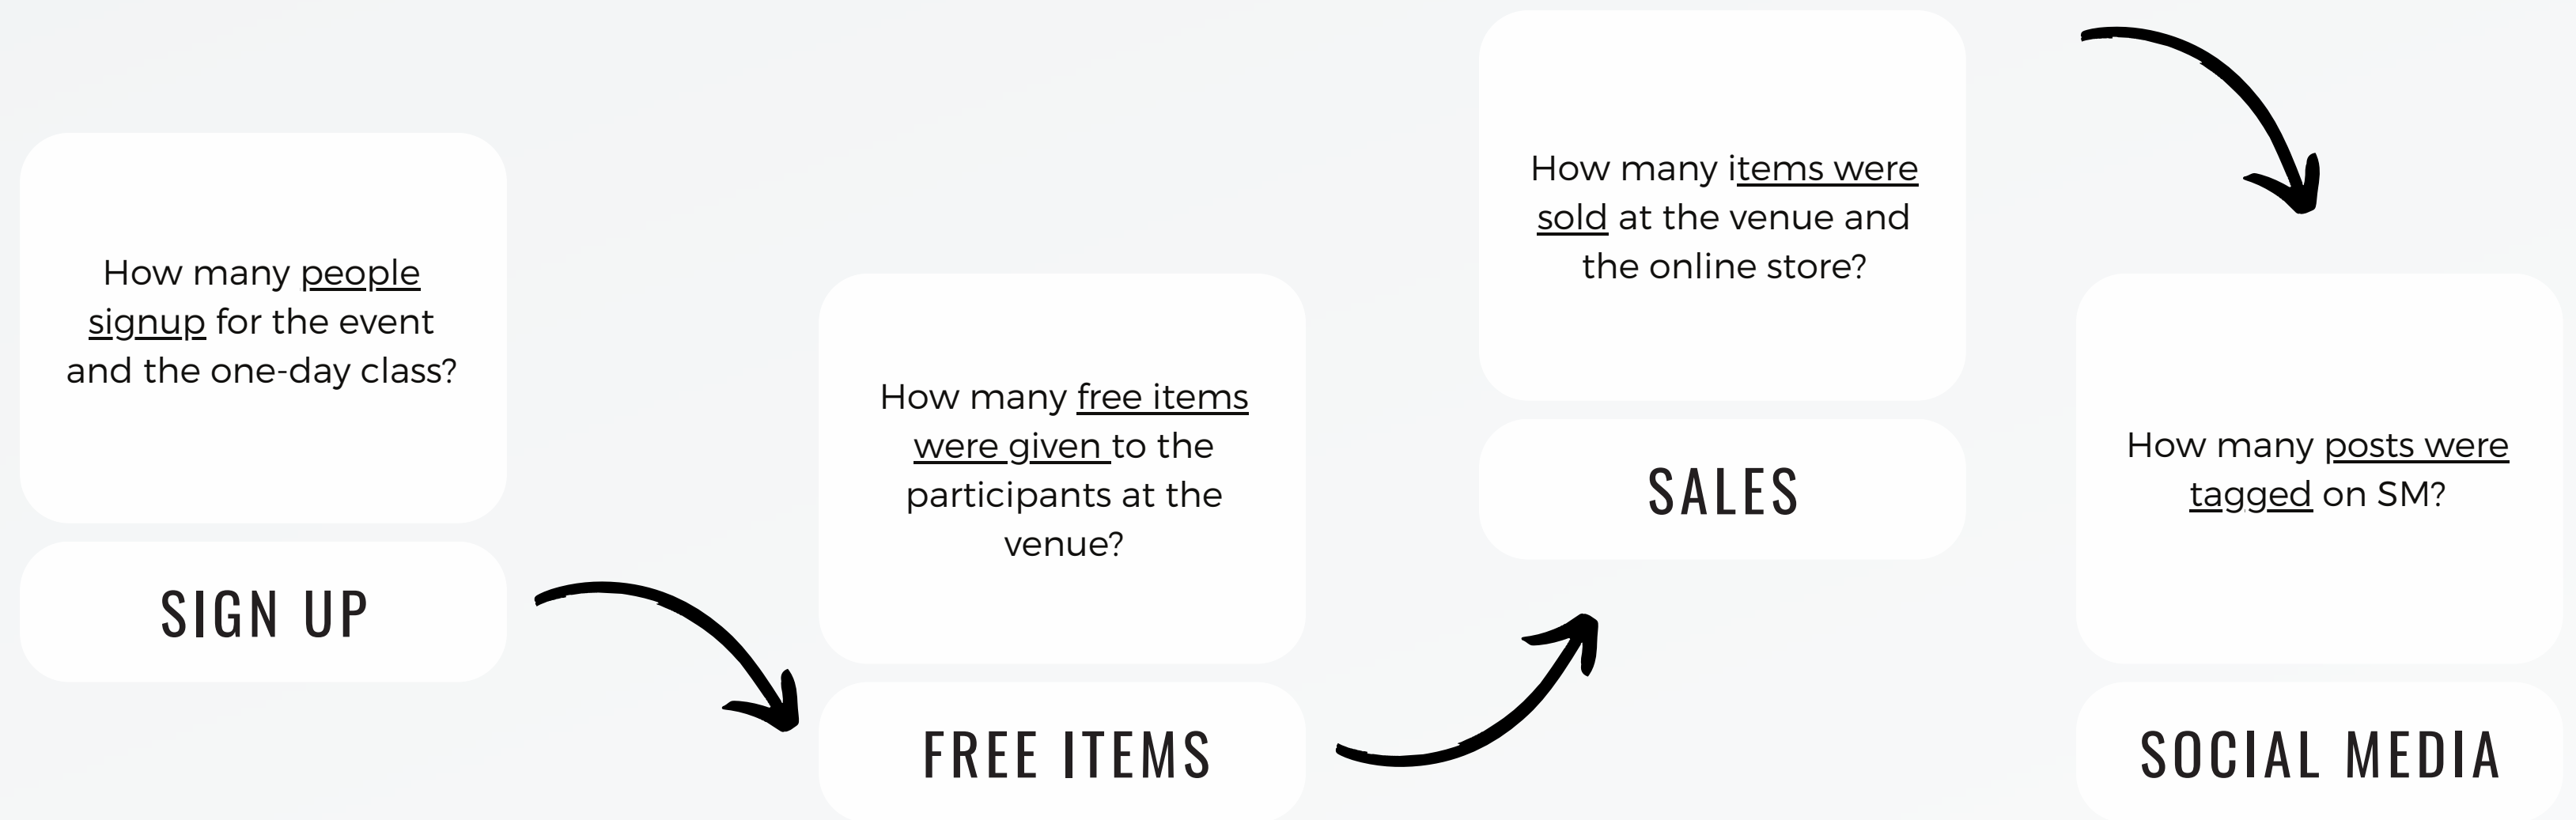 How many people
signup for the event
and the one-day class?
SIGN UP
How many free items
were given to the
participants at the
venue?
FREE ITEMS
How many items were
sold at the venue and
the online store?
SALES
How many posts were
tagged on SM?
SOCIAL MEDIA